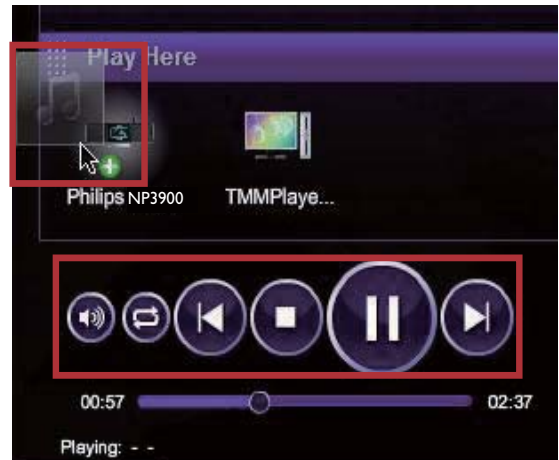 Play Here
Philips NP3900
TMMPlaye...
00:57
02:37
Playing: - -